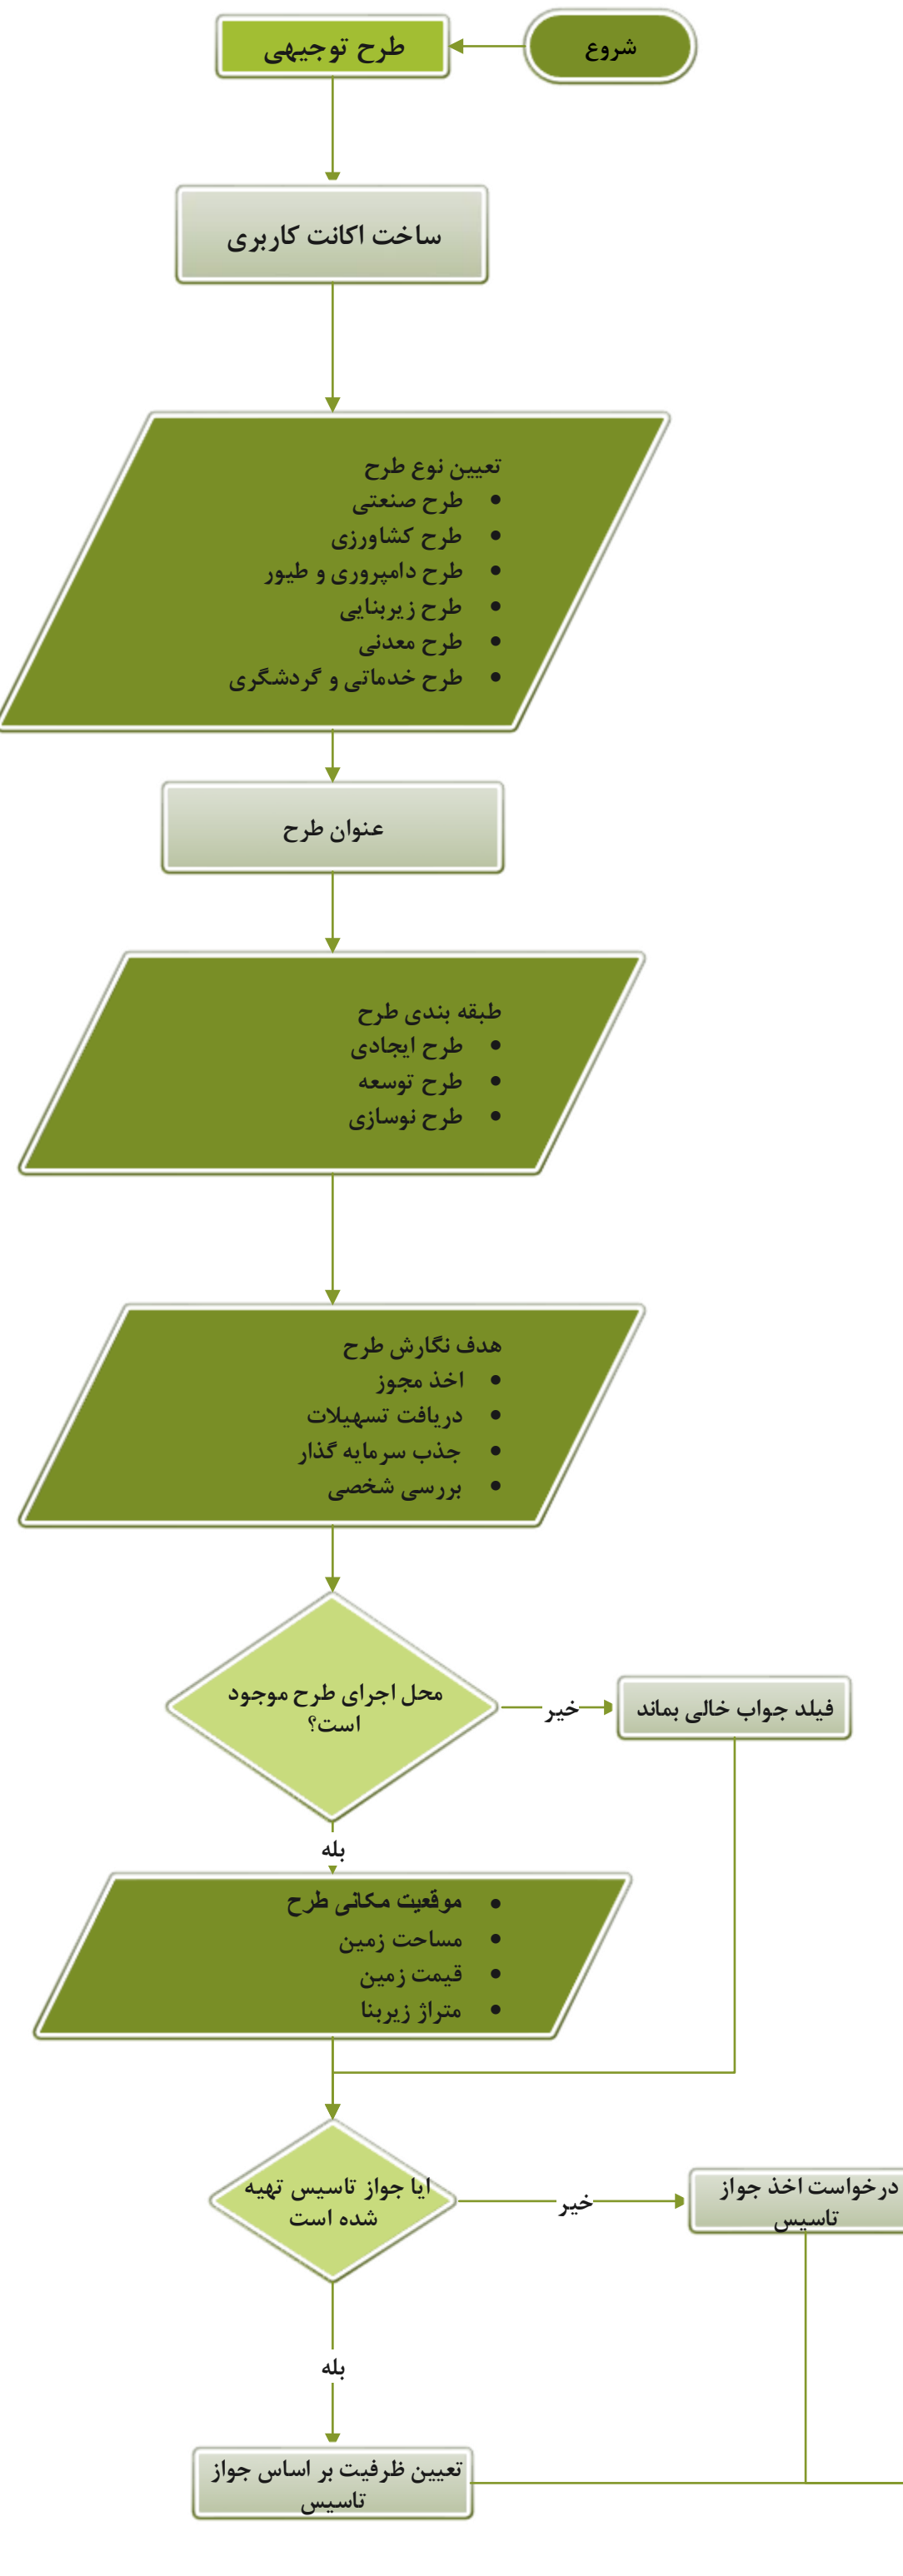 شروع
طرح توجیهی
ساخت اکانت کاربری
تعیین نوع طرح
• طرح صنعتی
• طرح کشاورزی
• طرح دامپروری و طیور
• طرح زیربنایی
• طرح معدنی
• طرح خدماتی و گردشگری
عنوان طرح
طبقه بندی طرح
• طرح ایجادی
• طرح توسعه
• طرح نوسازی
هدف نگارش طرح
• اخذ مجوز
• دریافت تسهیلات
• جذب سرمایه گذار
• بررسی شخصی
محل اجرای طرح موجود
است؟
خیر
فیلد جواب خالی بماند
بله
• موقعیت مکانی طرح
• مساحت زمین
• قیمت زمین
• متراژ زیربنا
ایا جواز تاسیس تهیه
شده است
خیر
درخواست اخذ جواز
تاسیس
بله
تعیین ظرفیت بر اساس جواز
تاسیس